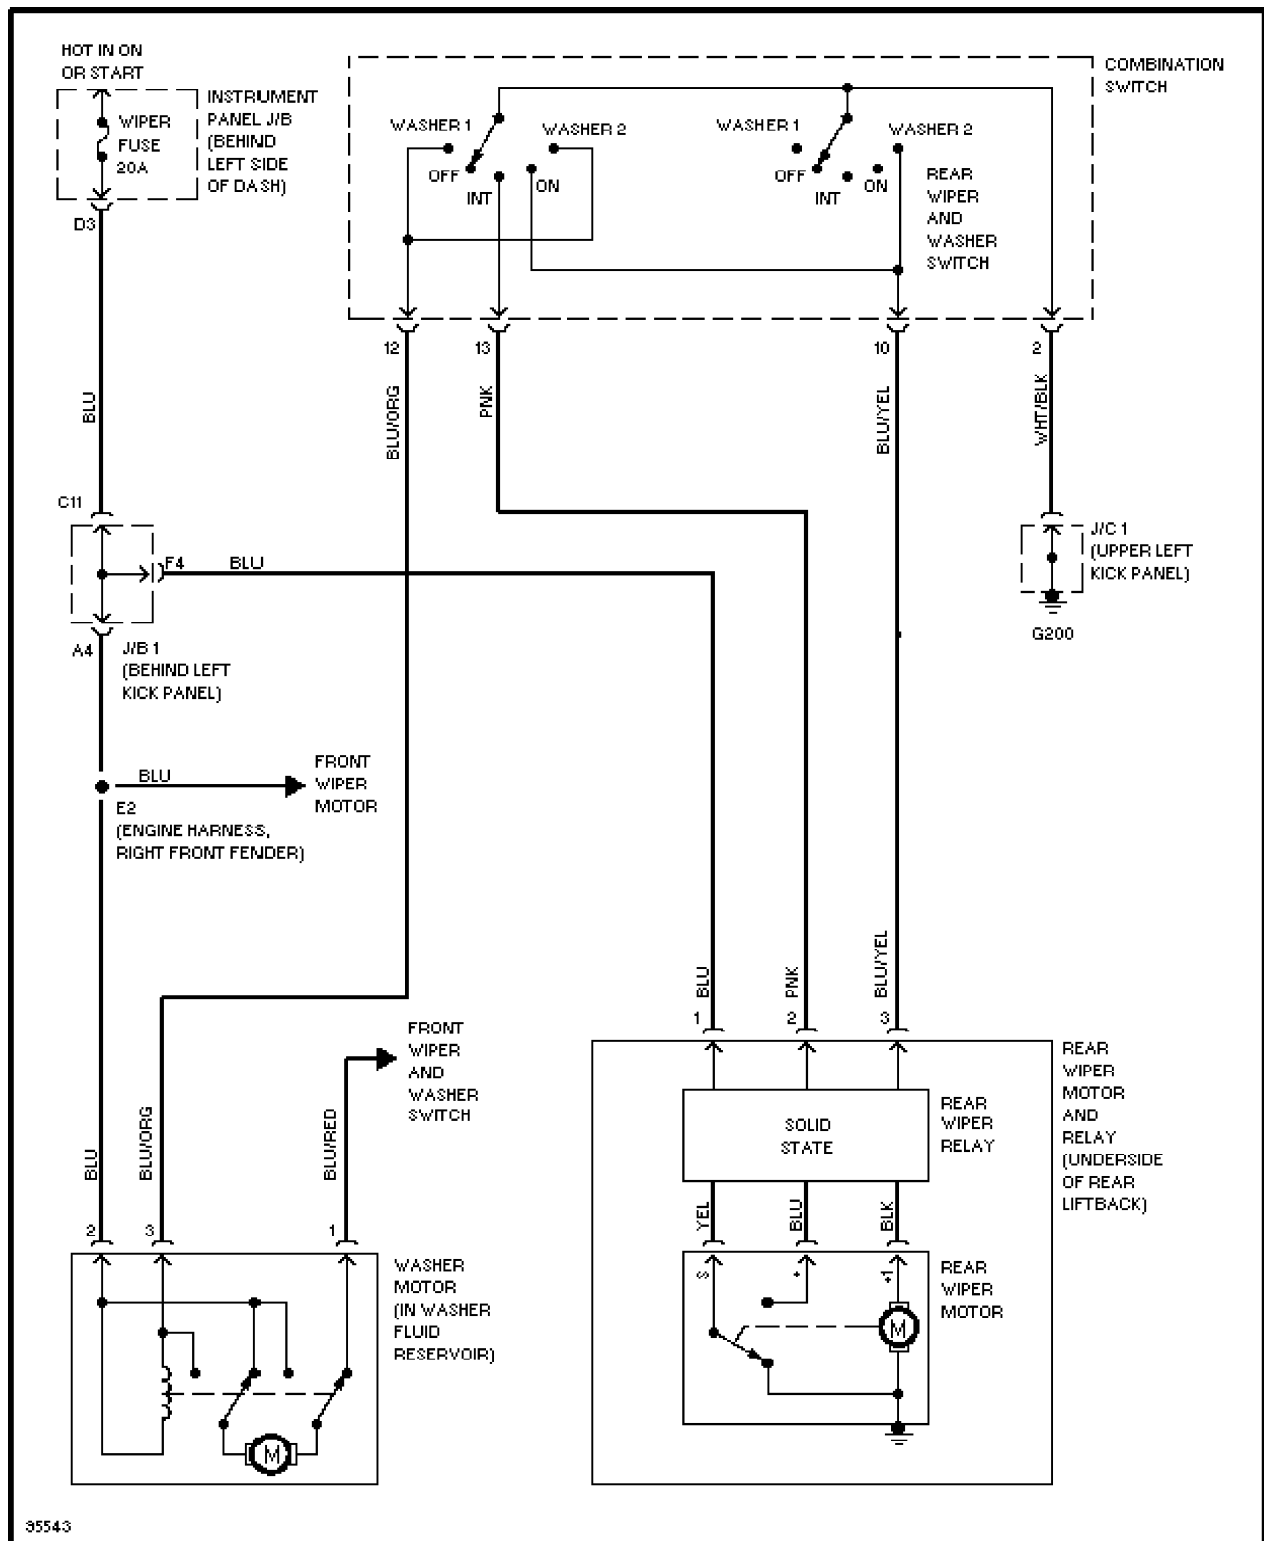 HOT IN ON
OR START
WIPER
FUSE
20A
INSTRUMENT
PANEL J/B
(BEHIND
LEFT SIDE
OF DASH)
D3
BLU
COMBINATION
SWITCH
WASHER 1
WASHER 2
OFF
INT
ON
WASHER 1
WASHER 2
OFF
INT
ON
REAR
WIPER
AND
WASHER
SWITCH
12
13
10
2
BLU/ORG
PNK
BLU/YEL
WHT/BLK
C11
F4
BLU
A4
J/B 1
(BEHIND LEFT
KICK PANEL)
J/C 1
(UPPER LEFT
KICK PANEL)
G200
BLU
FRONT
WIPER
MOTOR
E2
(ENGINE HARNESS,
RIGHT FRONT FENDER)
BLU
PNK
BLU/YEL
1
2
3
FRONT
WIPER
AND
WASHER
SWITCH
BLU
BLU/ORG
BLU/RED
2
3
1
WASHER
MOTOR
(IN WASHER
FLUID
RESERVOIR)
M
SOLID
STATE
REAR
WIPER
RELAY
REAR
WIPER
MOTOR
AND
RELAY
(UNDERSIDE
OF REAR
LIFTBACK)
YEL
BLU
BLK
S
+
+1
M
REAR
WIPER
MOTOR
95543